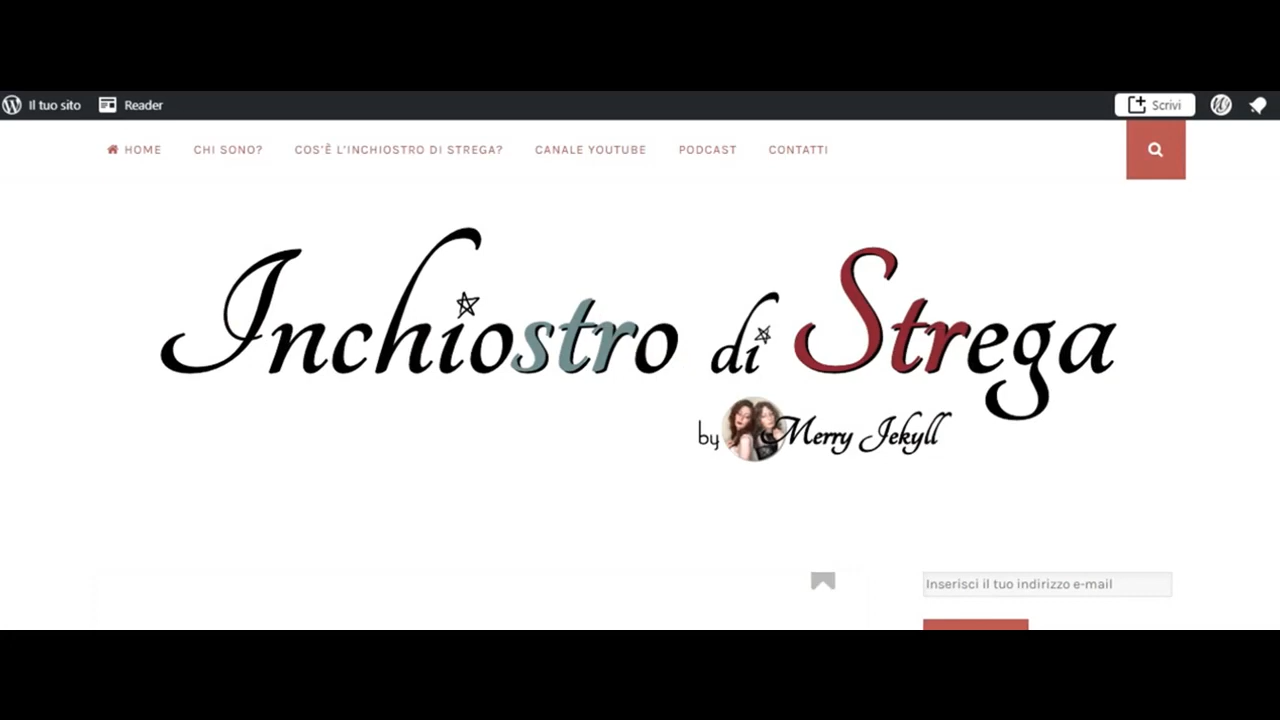 Il tuo sito Reader Scrivi
HOME CHI SONO? COS'È L'INCHIOSTRO DI STREGA? CANALE YOUTUBE PODCAST CONTATTI
Inchiostro di Strega
by Merry Jekyll
Inserisci il tuo indirizzo e-mail